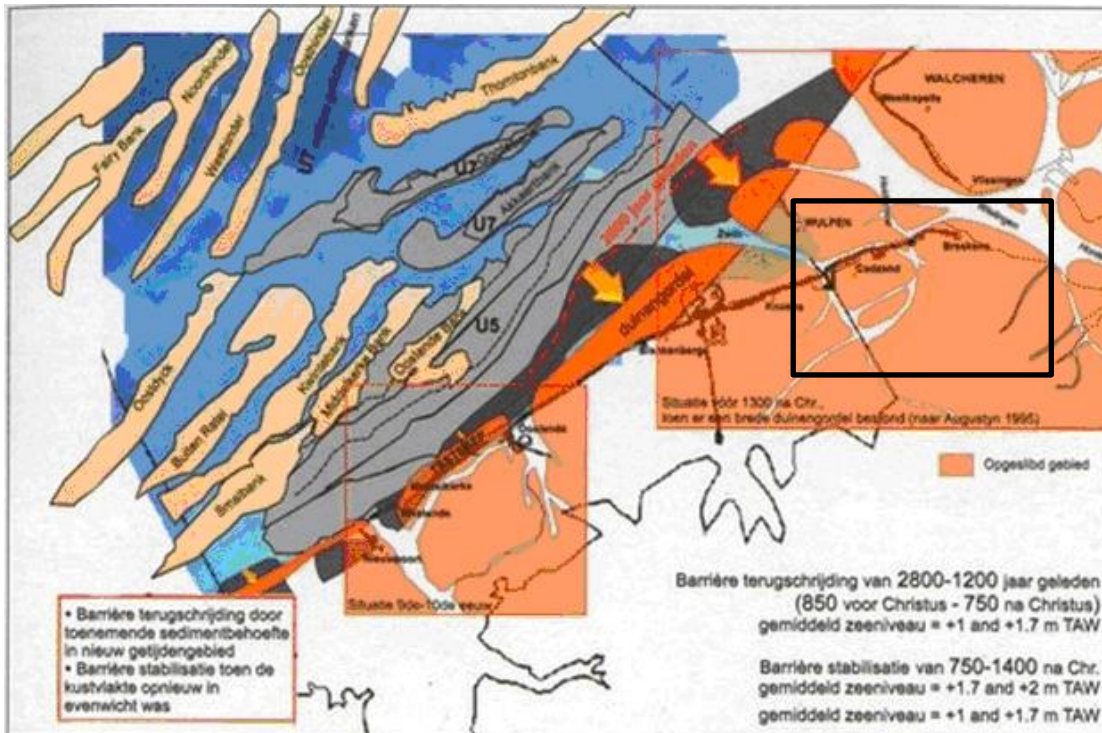 Fairy Bank
Noordhinder
Westhinder
Oosthinder
Thorntonbank
WALCHEREN
Westkapelle
Vlissingen
U7
U7
Akkaertbank
U5
WULPEN
Zwin
Cadzand
Breskens
Knokke
duinengordel
Blankenberge
Oostdyck
Buiten Ratel
Kwintebank
Middelkerke Bank
Oostende Bank
Smalbank
Oostende
TESTEREP
Nieuwpoort
Situatie 9de-10de eeuw
Situatie vóór 1300 na Chr.,
toen er een brede duinengordel bestond (naar Augustyn 1995)
Opgeslibd gebied
• Barrière terugschrijding door
toenemende sedimentbehoefte
in nieuw getijdengebied
• Barrière stabilisatie toen de
kustvlakte opnieuw in
evenwicht was
Barrière terugschrijding van 2800-1200 jaar geleden
(850 voor Christus - 750 na Christus)
gemiddeld zeeniveau = +1 and +1.7 m TAW
Barrière stabilisatie van 750-1400 na Chr.
gemiddeld zeeniveau = +1.7 and +2 m TAW
gemiddeld zeeniveau = +1 and +1.7 m TAW